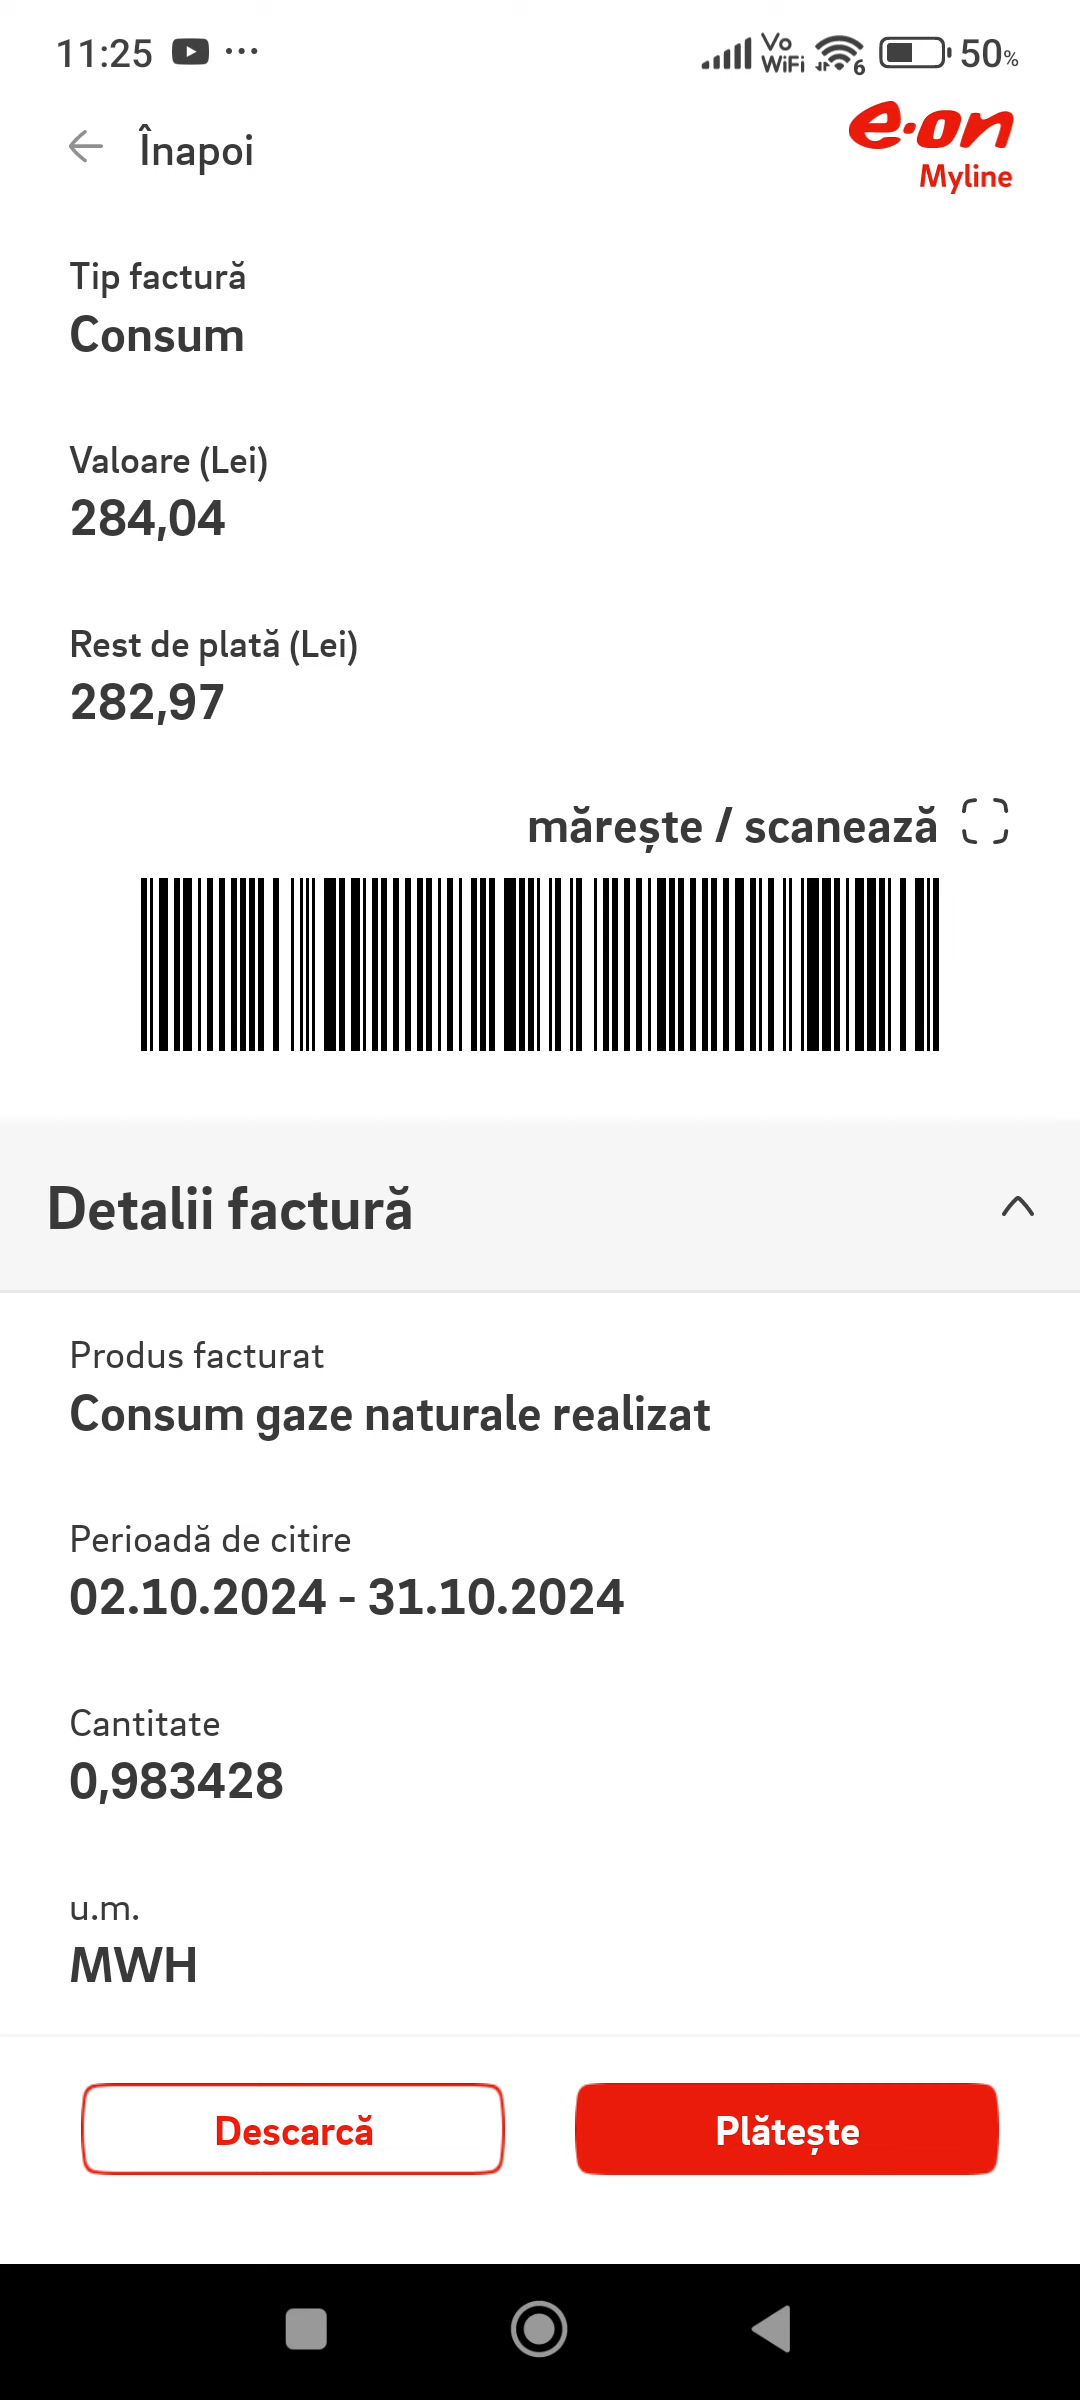 11:25 ... Vo WiFi 6 50%
Înapoi
e·on
Myline
Tip factură
Consum
Valoare (Lei)
284,04
Rest de plată (Lei)
282,97
mărește / scanează
Detalii factură
Produs facturat
Consum gaze naturale realizat
Perioadă de citire
02.10.2024 - 31.10.2024
Cantitate
0,983428
u.m.
MWH
Descarcă
Plătește